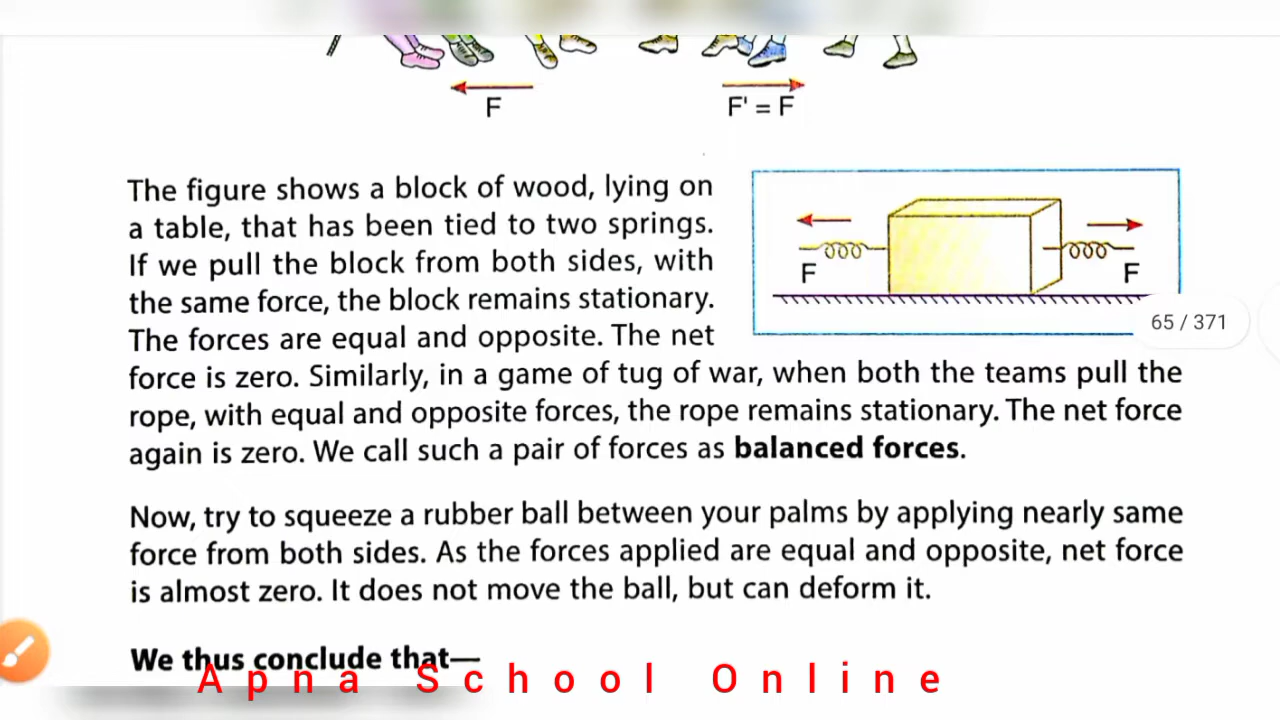 F
F' = F
The figure shows a block of wood, lying on
a table, that has been tied to two springs.
If we pull the block from both sides, with
the same force, the block remains stationary.
The forces are equal and opposite. The net
F
F
65 / 371
force is zero. Similarly, in a game of tug of war, when both the teams pull the
rope, with equal and opposite forces, the rope remains stationary. The net force
again is zero. We call such a pair of forces as balanced forces.
Now, try to squeeze a rubber ball between your palms by applying nearly same
force from both sides. As the forces applied are equal and opposite, net force
is almost zero. It does not move the ball, but can deform it.
We thus conclude that—
Apna School Online